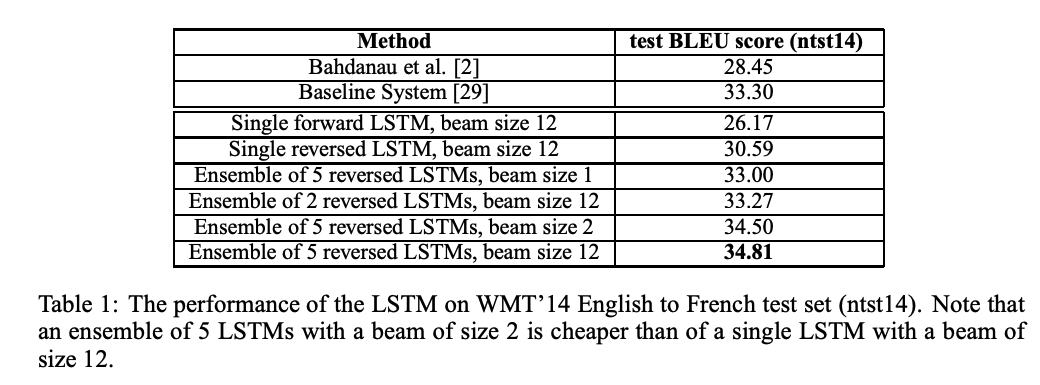 Method test BLEU score (ntst14)
Bahdanau et al. [2] 28.45
Baseline System [29] 33.30
Single forward LSTM, beam size 12 26.17
Single reversed LSTM, beam size 12 30.59
Ensemble of 5 reversed LSTMs, beam size 1 33.00
Ensemble of 2 reversed LSTMs, beam size 12 33.27
Ensemble of 5 reversed LSTMs, beam size 2 34.50
Ensemble of 5 reversed LSTMs, beam size 12 34.81
Table 1: The performance of the LSTM on WMT’14 English to French test set (ntst14). Note that
an ensemble of 5 LSTMs with a beam of size 2 is cheaper than of a single LSTM with a beam of
size 12.